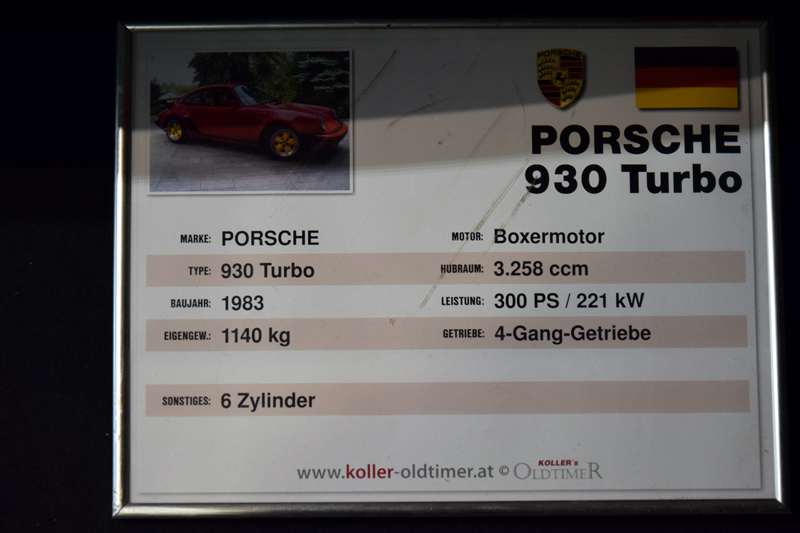 PORSCHE
PORSCHE
930 Turbo
MARKE: PORSCHE
MOTOR: Boxermotor
TYPE: 930 Turbo
HUBRAUM: 3.258 ccm
BAUJAHR: 1983
LEISTUNG: 300 PS / 221 kW
EIGENGEW.: 1140 kg
GETRIEBE: 4-Gang-Getriebe
SONSTIGES: 6 Zylinder
www.koller-oldtimer.at © KOLLER's OLDTIMER